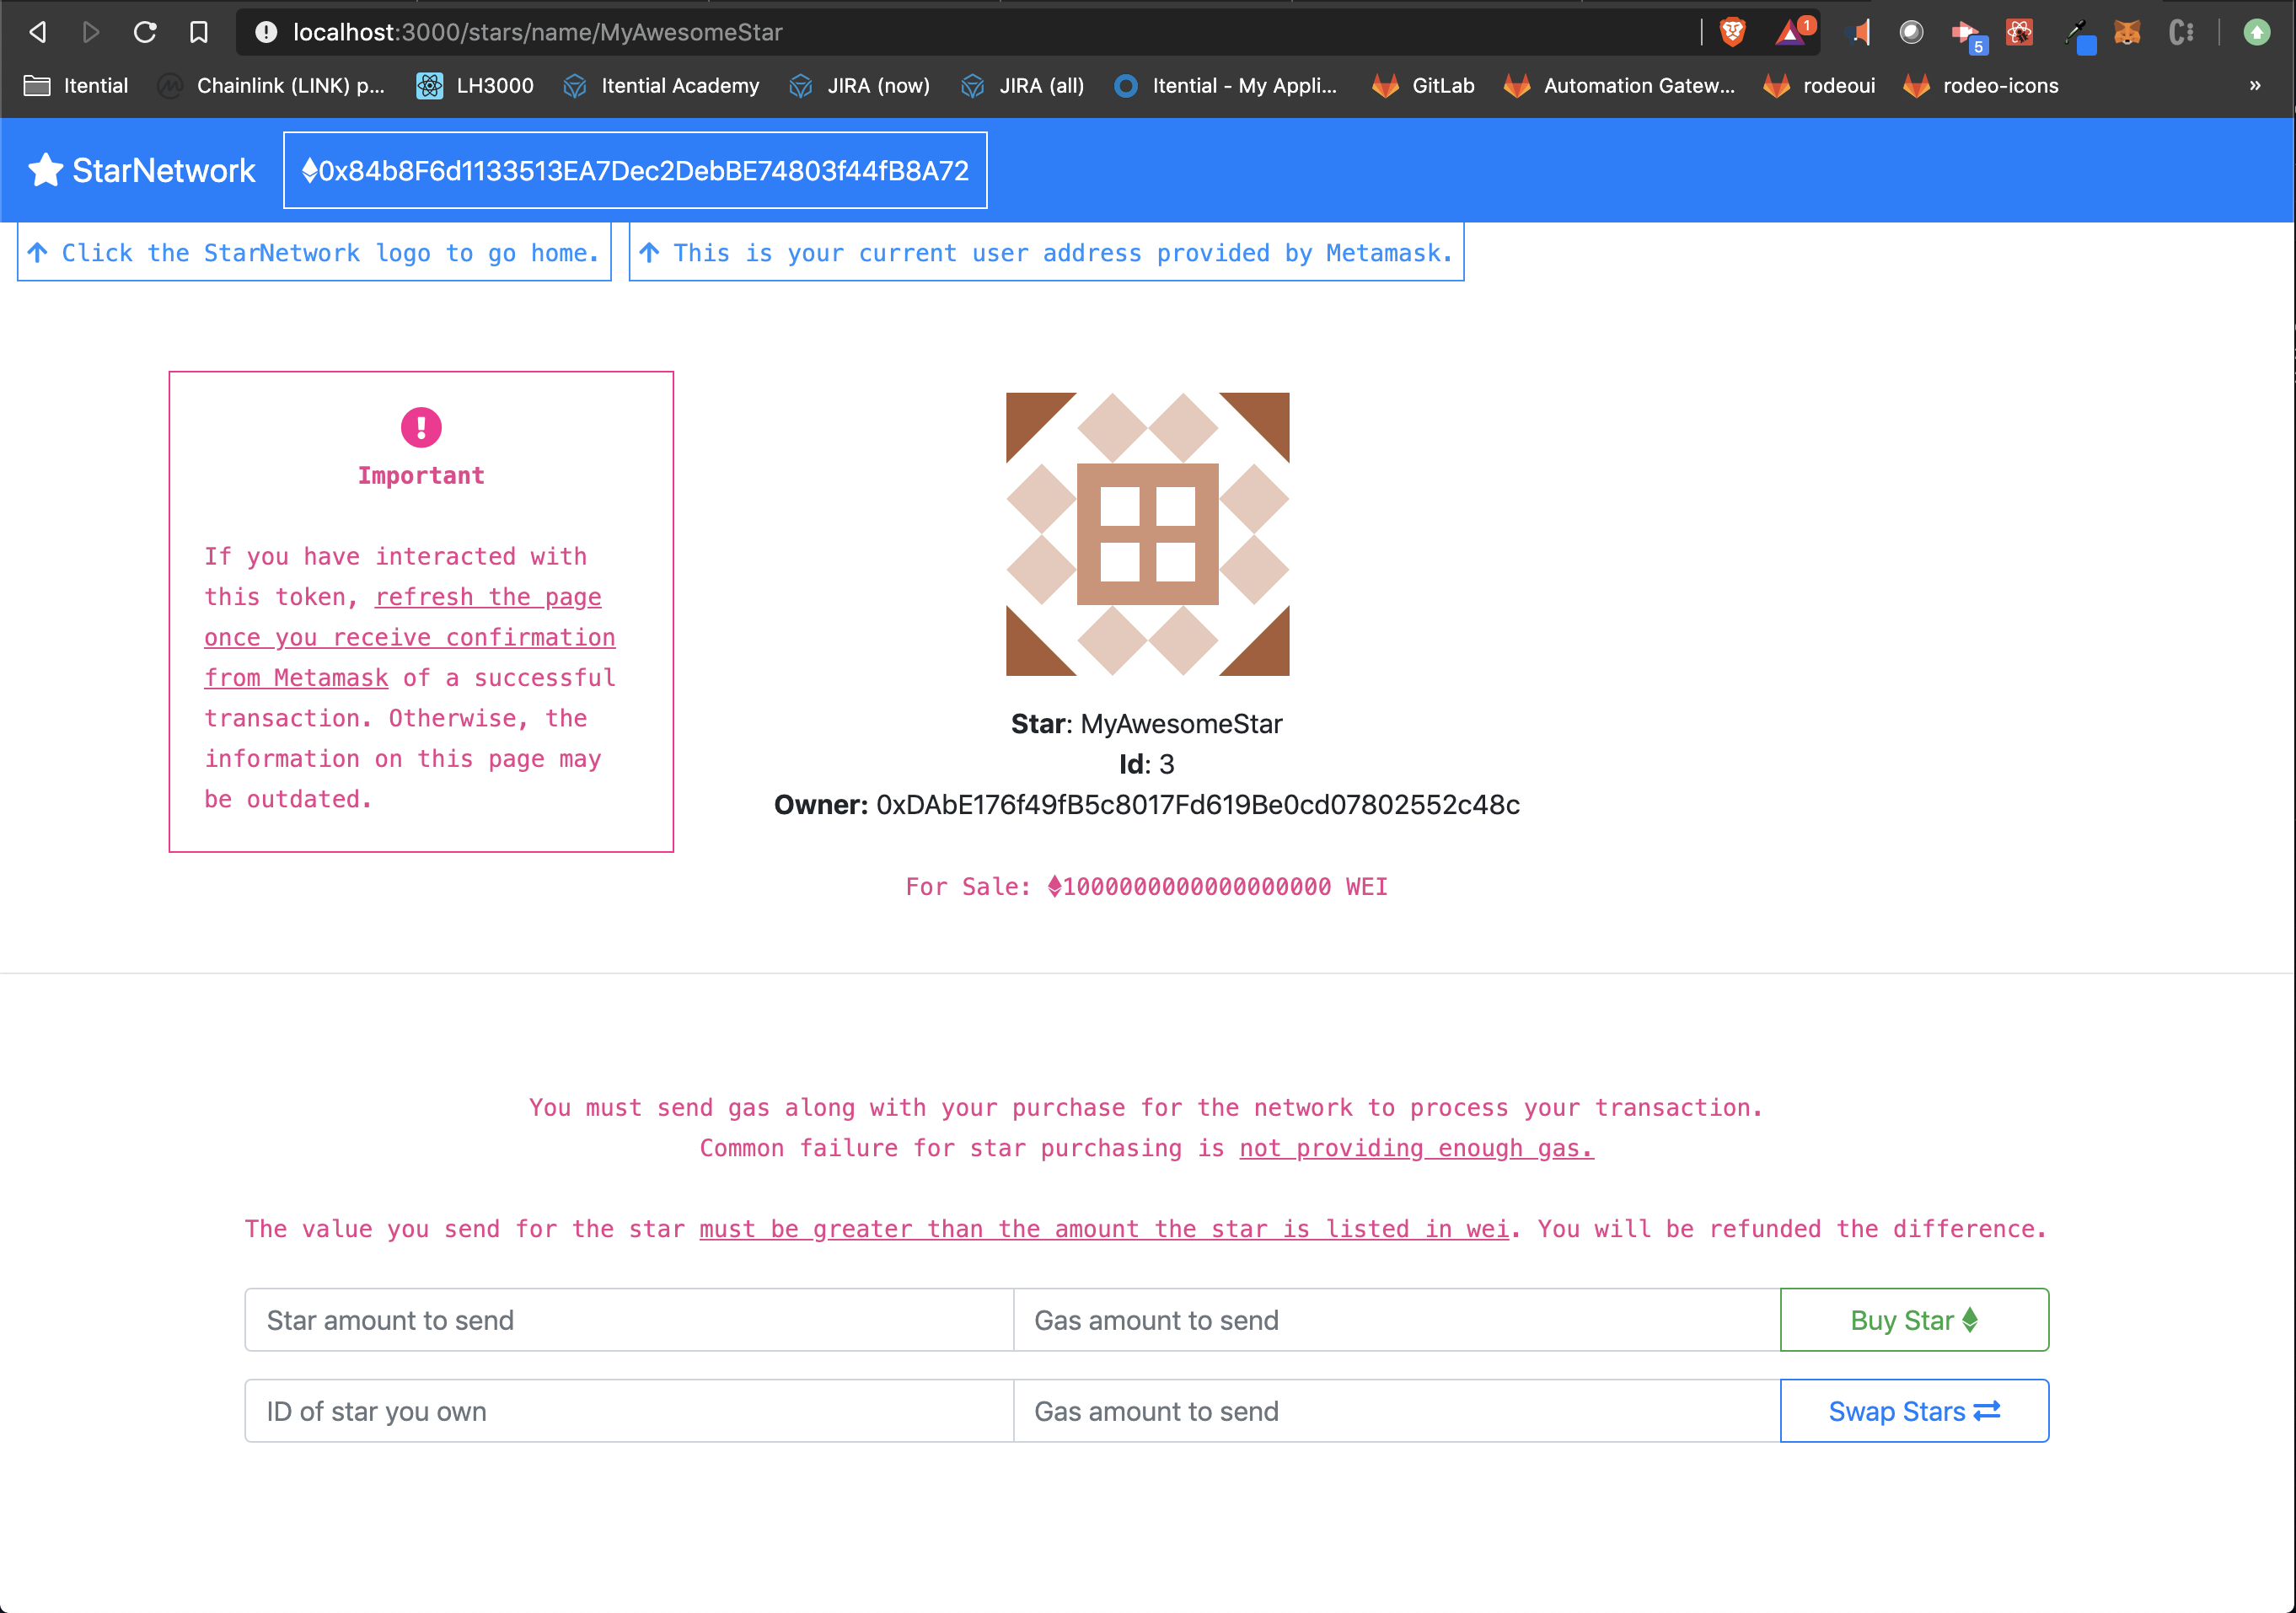 localhost:3000/stars/name/MyAwesomeStar
1
5
Itential
Chainlink (LINK) p...
LH3000
Itential Academy
JIRA (now)
JIRA (all)
Itential - My Appli...
GitLab
Automation Gatew...
rodeoui
rodeo-icons
»
StarNetwork
0x84b8F6d1133513EA7Dec2DebBE74803f44fB8A72
Click the StarNetwork logo to go home.
This is your current user address provided by Metamask.
Important
If you have interacted with
this token, refresh the page
once you receive confirmation
from Metamask of a successful
transaction. Otherwise, the
information on this page may
be outdated.
Star: MyAwesomeStar
Id: 3
Owner: 0xDAbE176f49fB5c8017Fd619Be0cd07802552c48c
For Sale: 1000000000000000000 WEI
You must send gas along with your purchase for the network to process your transaction.
Common failure for star purchasing is not providing enough gas.
The value you send for the star must be greater than the amount the star is listed in wei. You will be refunded the difference.
Star amount to send
Gas amount to send
Buy Star
ID of star you own
Gas amount to send
Swap Stars